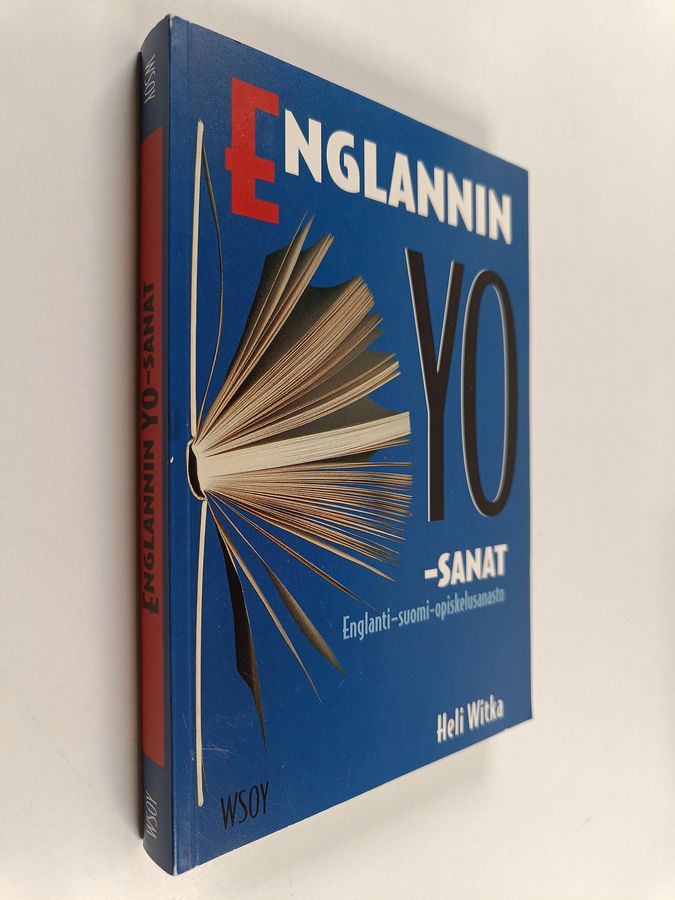 ENGLANNIN
YO
-SANAT
Englanti-suomi-opiskelusanasto
Heli Witka
WSOY
WSOY
ENGLANNIN YO-SANAT
WSOY